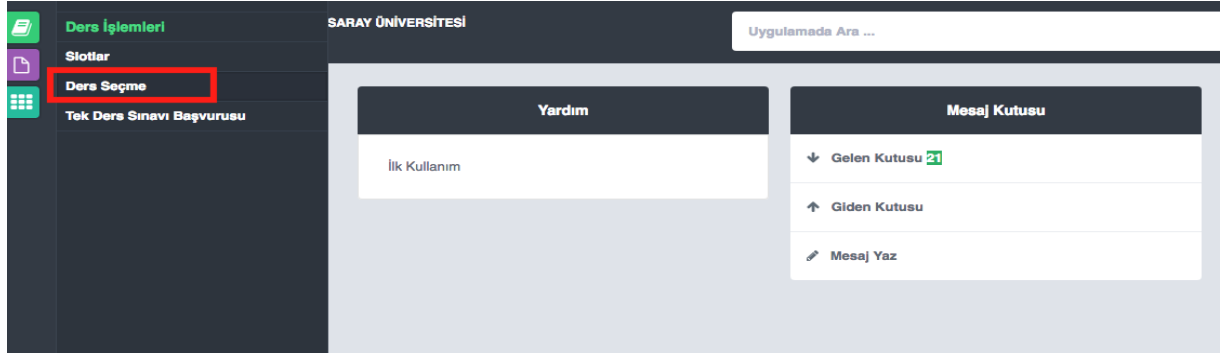 Ders İşlemleri
Slotlar
Ders Seçme
Tek Ders Sınavı Başvurusu
SARAY ÜNİVERSİTESİ
Uygulamada Ara ...
Yardım
İlk Kullanım
Mesaj Kutusu
Gelen Kutusu 21
Giden Kutusu
Mesaj Yaz